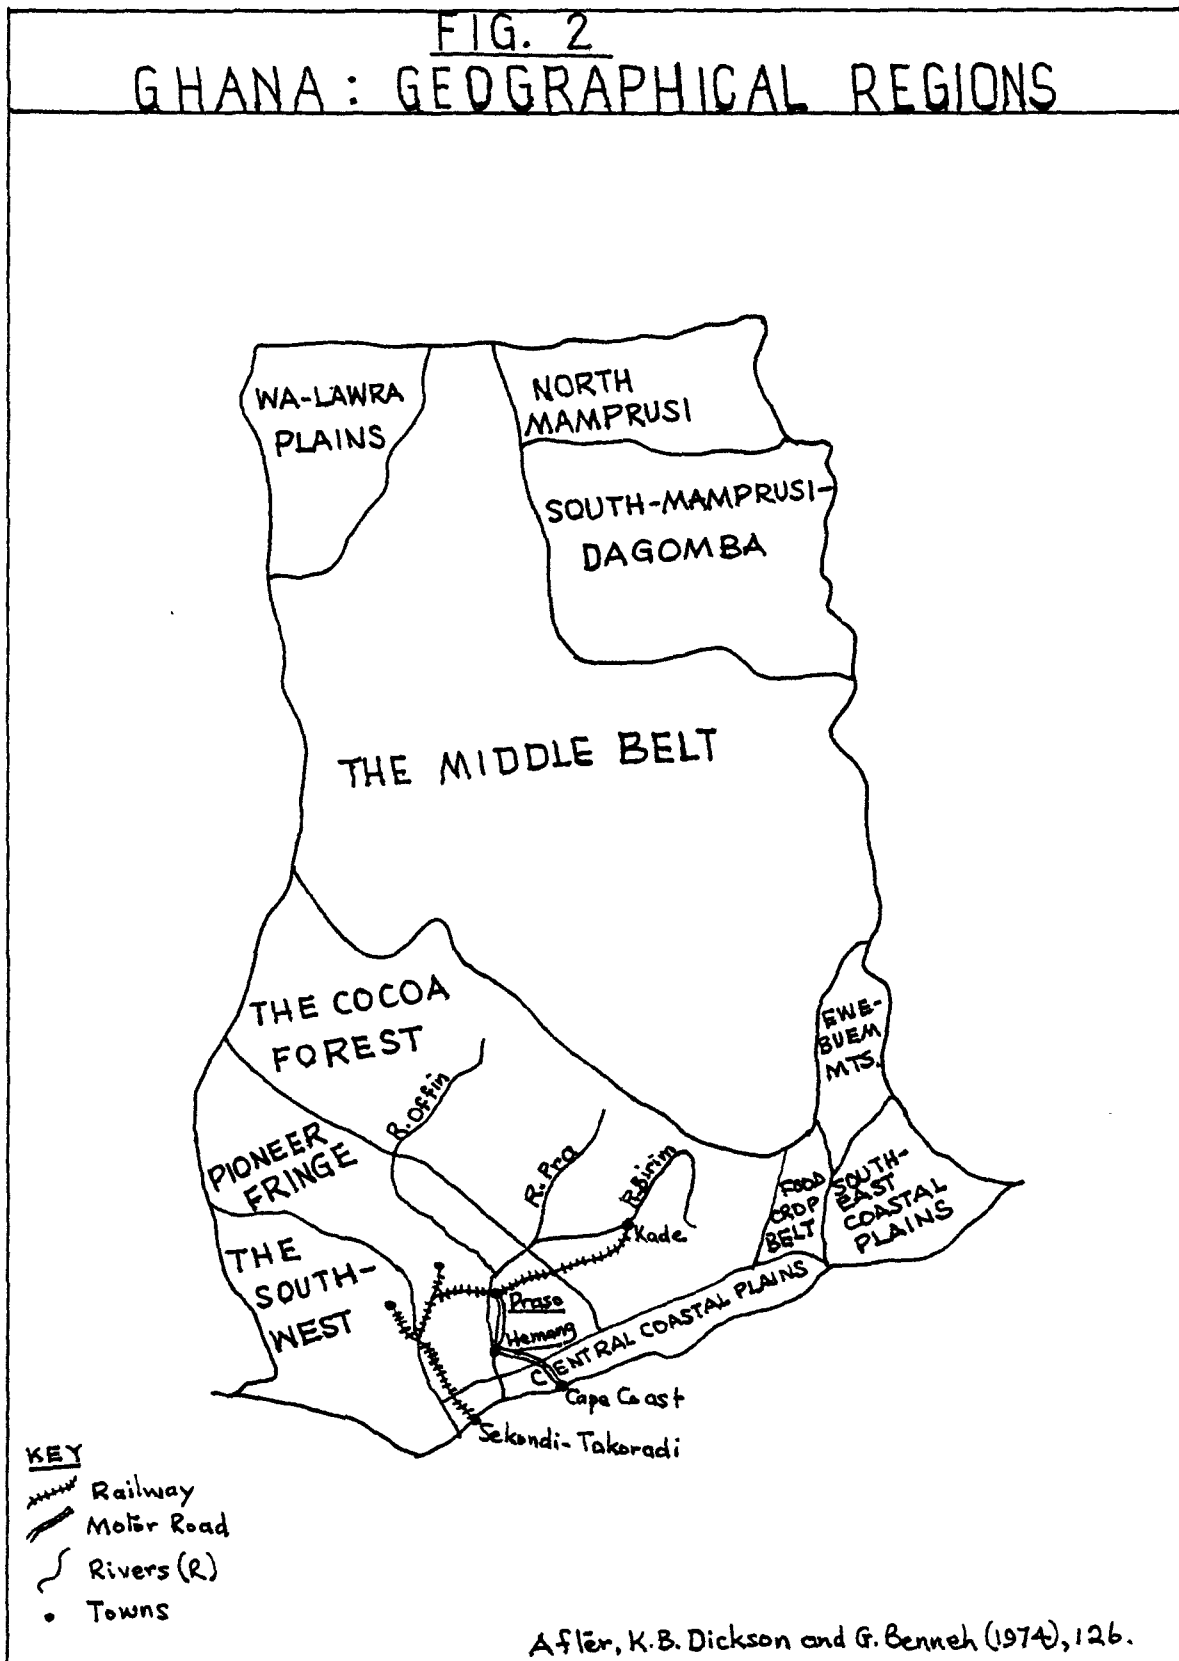 FIG. 2
GHANA: GEOGRAPHICAL REGIONS
WA-LAWRA
PLAINS
NORTH
MAMPRUSI
SOUTH-MAMPRUSI-
DAGOMBA
THE MIDDLE BELT
THE COCOA
FOREST
EWE-
BUEM
MTS.
R. Offin
PIONEER
FRINGE
R. Pra
R. Birim
FOOD
CROP
BELT
SOUTH-
EAST
COASTAL
PLAINS
Kade
THE
SOUTH-
WEST
Praso
Hemang
CENTRAL COASTAL PLAINS
Cape Coast
Sekondi-Takoradi
KEY
Railway
Motor Road
Rivers (R)
Towns
After, K.B. Dickson and G. Benneh (1974), 126.